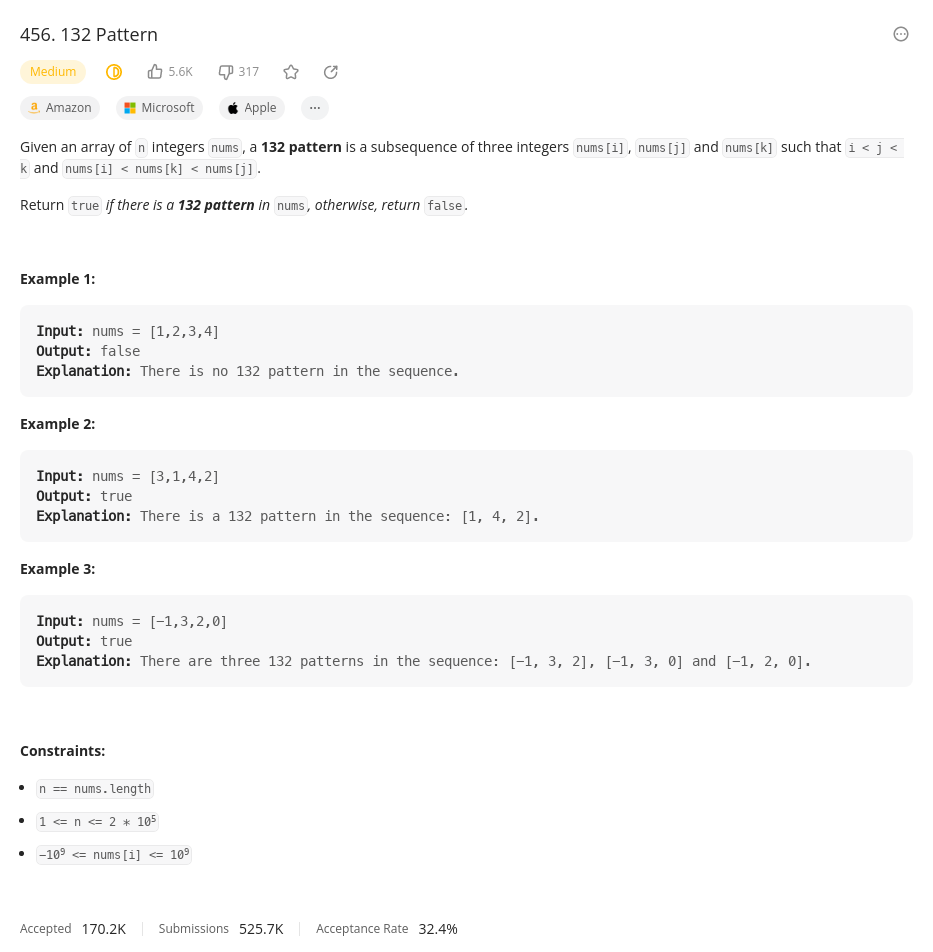 456. 132 Pattern
Medium 5.6K 317
Amazon Microsoft Apple ...
Given an array of n integers nums, a 132 pattern is a subsequence of three integers nums[i], nums[j] and nums[k] such that i < j <
k and nums[i] < nums[k] < nums[j].
Return true if there is a 132 pattern in nums, otherwise, return false.
Example 1:
Input: nums = [1,2,3,4]
Output: false
Explanation: There is no 132 pattern in the sequence.
Example 2:
Input: nums = [3,1,4,2]
Output: true
Explanation: There is a 132 pattern in the sequence: [1, 4, 2].
Example 3:
Input: nums = [-1,3,2,0]
Output: true
Explanation: There are three 132 patterns in the sequence: [-1, 3, 2], [-1, 3, 0] and [-1, 2, 0].
Constraints:
• n == nums.length
• 1 <= n <= 2 * 10⁵
• -10⁹ <= nums[i] <= 10⁹
Accepted 170.2K Submissions 525.7K Acceptance Rate 32.4%